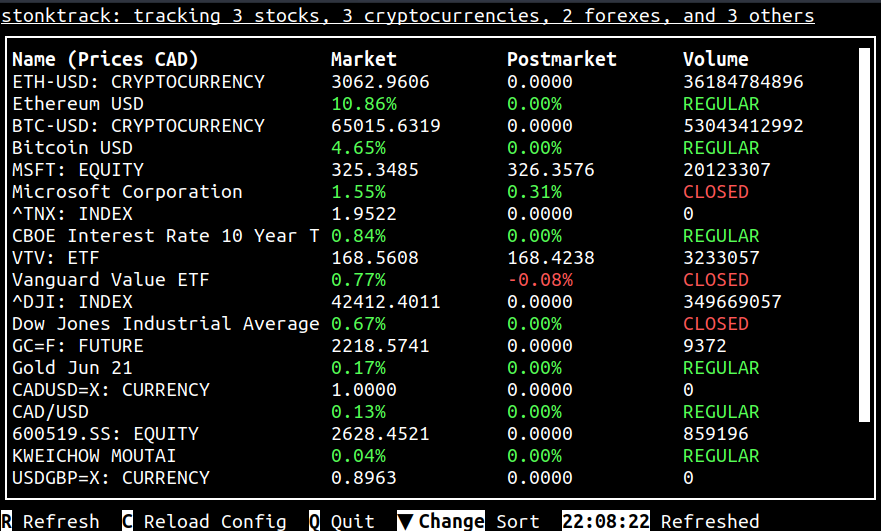 stonktrack: tracking 3 stocks, 3 cryptocurrencies, 2 forexes, and 3 others
Name (Prices CAD) Market Postmarket Volume
ETH-USD: CRYPTOCURRENCY 3062.9606 0.0000 36184784896
Ethereum USD 10.86% 0.00% REGULAR
BTC-USD: CRYPTOCURRENCY 65015.6319 0.0000 53043412992
Bitcoin USD 4.65% 0.00% REGULAR
MSFT: EQUITY 325.3485 326.3576 20123307
Microsoft Corporation 1.55% 0.31% CLOSED
^TNX: INDEX 1.9522 0.0000 0
CBOE Interest Rate 10 Year T 0.84% 0.00% REGULAR
VTV: ETF 168.5608 168.4238 3233057
Vanguard Value ETF 0.77% -0.08% CLOSED
^DJI: INDEX 42412.4011 0.0000 349669057
Dow Jones Industrial Average 0.67% 0.00% CLOSED
GC=F: FUTURE 2218.5741 0.0000 9372
Gold Jun 21 0.17% 0.00% REGULAR
CADUSD=X: CURRENCY 1.0000 0.0000 0
CAD/USD 0.13% 0.00% REGULAR
600519.SS: EQUITY 2628.4521 0.0000 859196
KWEICHOW MOUTAI 0.04% 0.00% REGULAR
USDGBP=X: CURRENCY 0.8963 0.0000 0
R Refresh C Reload Config Q Quit ▼Change Sort 22:08:22 Refreshed